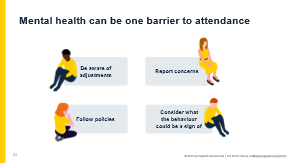 Mental health can be one barrier to attendance
Be aware of
adjustments
Report concerns
Follow policies
Consider what
the behaviour
could be a sign of